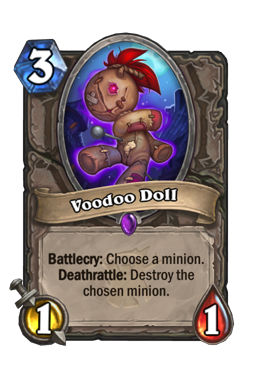 3
Voodoo Doll
Battlecry: Choose a minion.
Deathrattle: Destroy the
chosen minion.
1
1